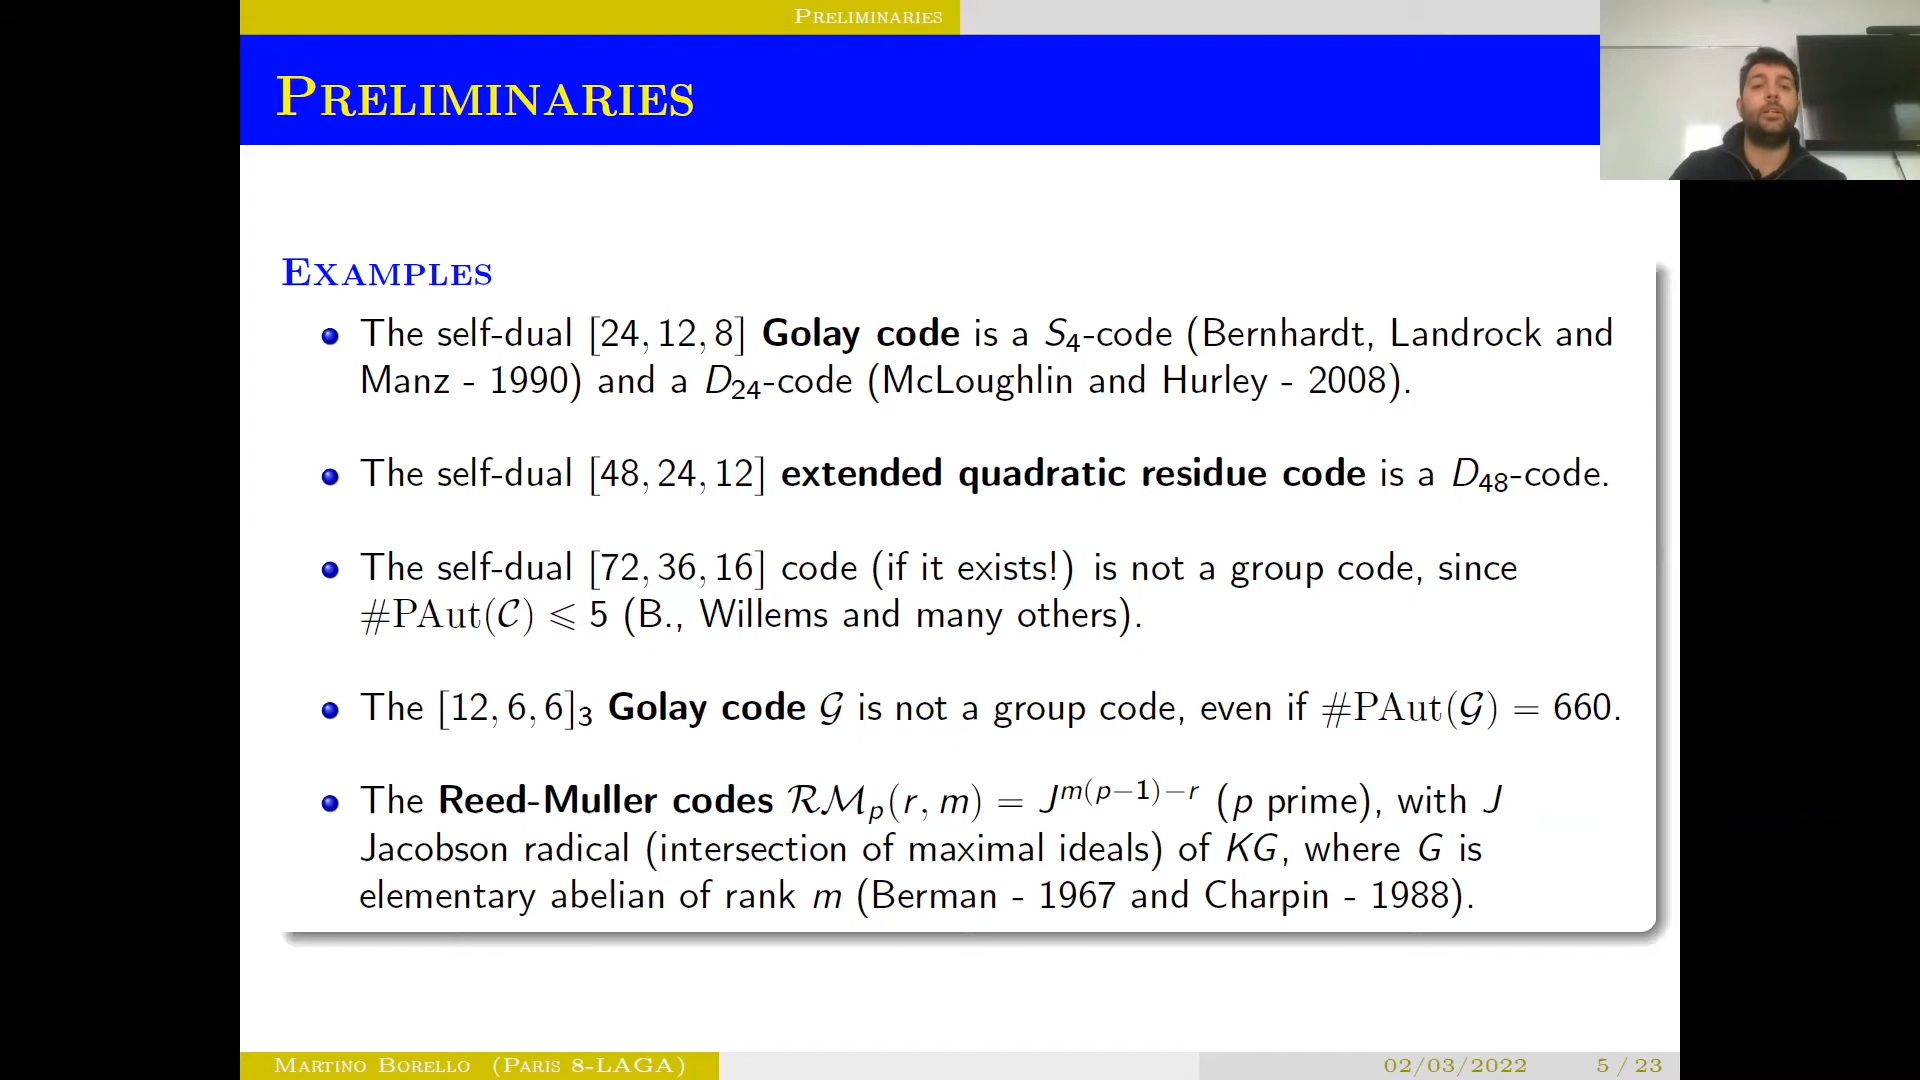 PRELIMINARIES
PRELIMINARIES
EXAMPLES
The self-dual [24, 12, 8] Golay code is a S₄-code (Bernhardt, Landrock and
Manz - 1990) and a D₂₄-code (McLoughlin and Hurley - 2008).
The self-dual [48, 24, 12] extended quadratic residue code is a D₄₈-code.
The self-dual [72, 36, 16] code (if it exists!) is not a group code, since
#PAut(𝒞) ⩽ 5 (B., Willems and many others).
The [12, 6, 6]₃ Golay code 𝒢 is not a group code, even if #PAut(𝒢) = 660.
The Reed-Muller codes ℛℳₚ(r, m) = J^{m(p−1)−r} (p prime), with J
Jacobson radical (intersection of maximal ideals) of KG, where G is
elementary abelian of rank m (Berman - 1967 and Charpin - 1988).
MARTINO BORELLO (PARIS 8-LAGA) 02/03/2022 5 / 23